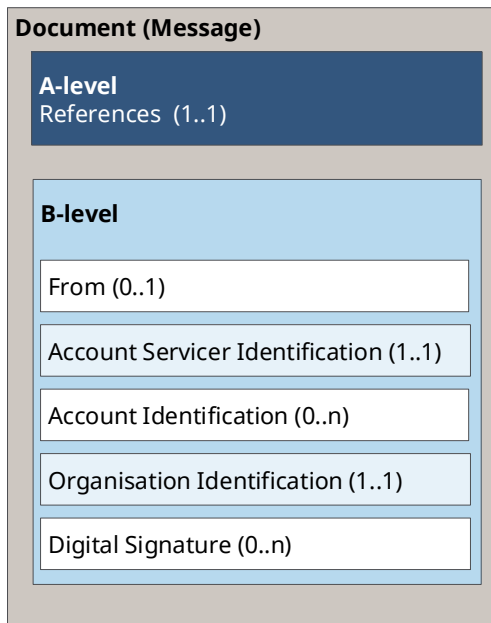 Document (Message)
A-level
References (1..1)
B-level
From (0..1)
Account Servicer Identification (1..1)
Account Identification (0..n)
Organisation Identification (1..1)
Digital Signature (0..n)